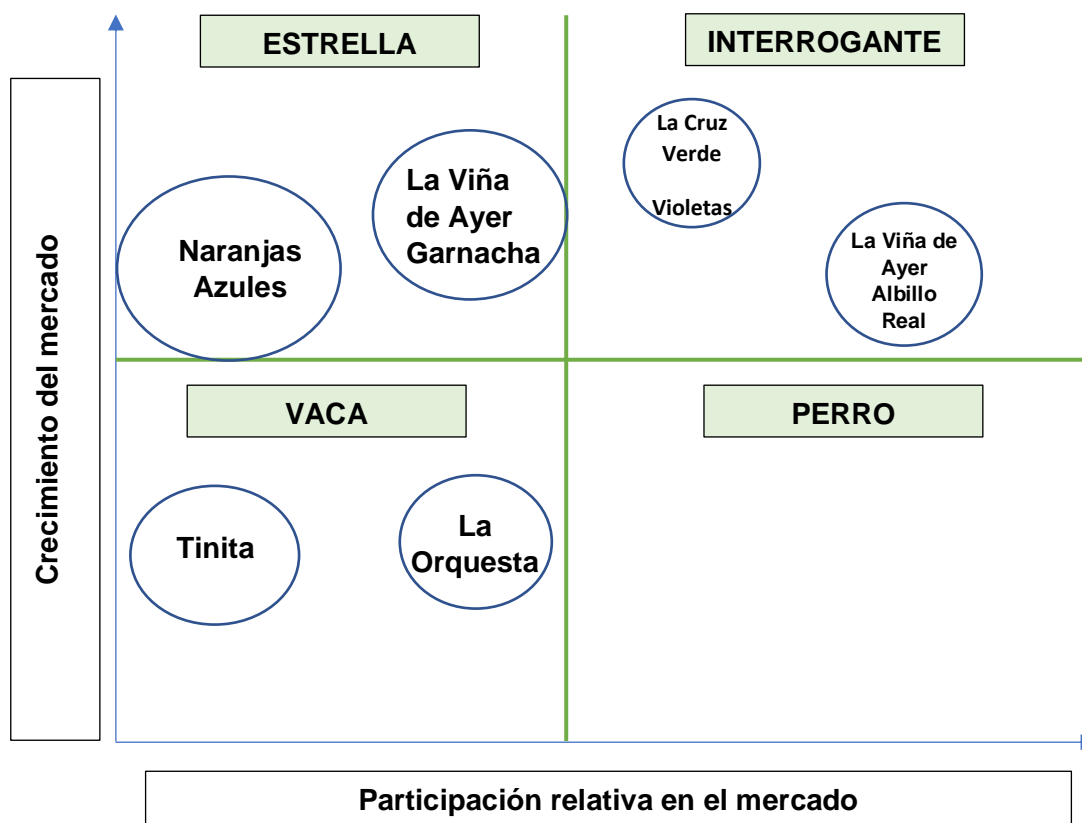 ESTRELLA
INTERROGANTE
La Cruz
Verde
Violetas
La Viña
de Ayer
Garnacha
Naranjas
Azules
La Viña de
Ayer
Albillo
Real
Crecimiento del mercado
VACA
PERRO
Tinita
La
Orquesta
Participación relativa en el mercado